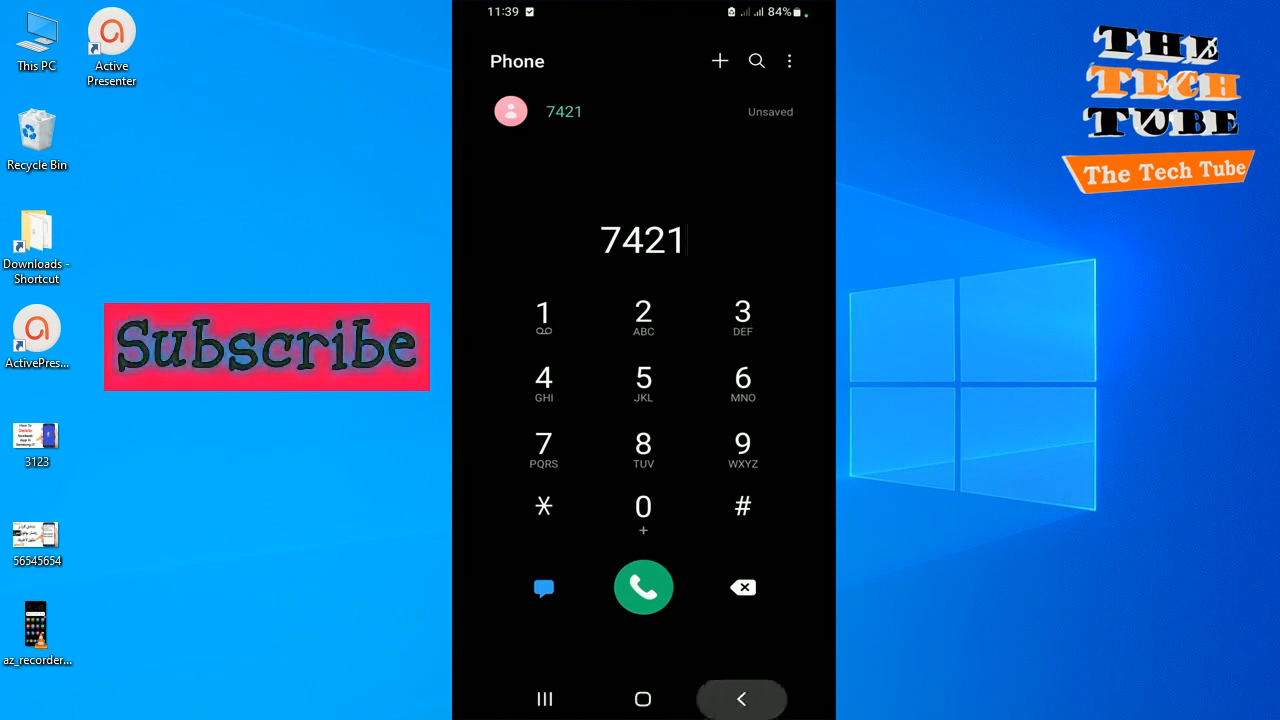 This PC
Active
Presenter
Recycle Bin
Downloads -
Shortcut
ActivePres...
3123
56545654
az_recorder...
Subscribe
11:39
84%
Phone
7421
Unsaved
7421
1
2
ABC
3
DEF
4
GHI
5
JKL
6
MNO
7
PQRS
8
TUV
9
WXYZ
*
0
+
#
THE
TECH
TUBE
The Tech Tube